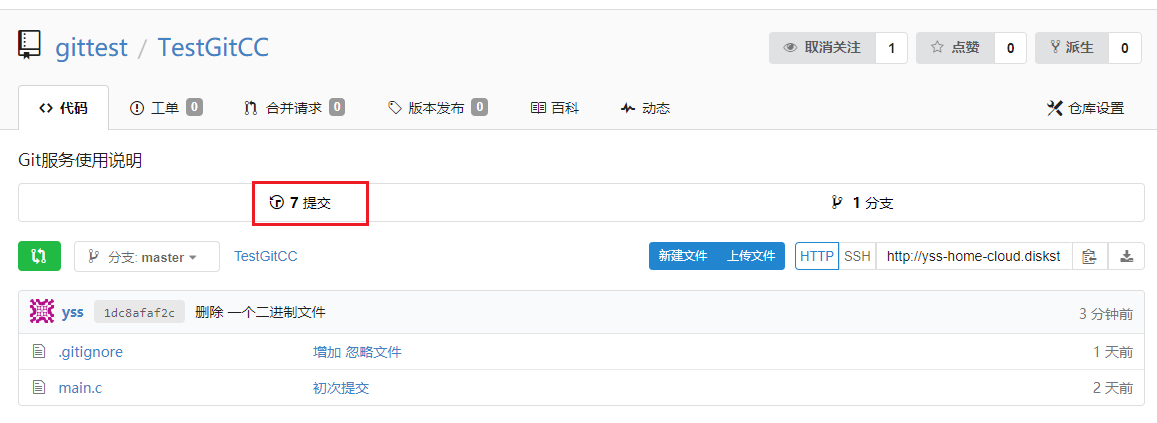 gittest / TestGitCC 取消关注 1 点赞 0 派生 0
代码 工单 0 合并请求 0 版本发布 0 百科 动态 仓库设置
Git服务使用说明
7 提交 1 分支
分支: master TestGitCC 新建文件 上传文件 HTTP SSH http://yss-home-cloud.diskst
yss 1dc8afaf2c 删除 一个二进制文件 3 分钟前
.gitignore 增加 忽略文件 1 天前
main.c 初次提交 2 天前